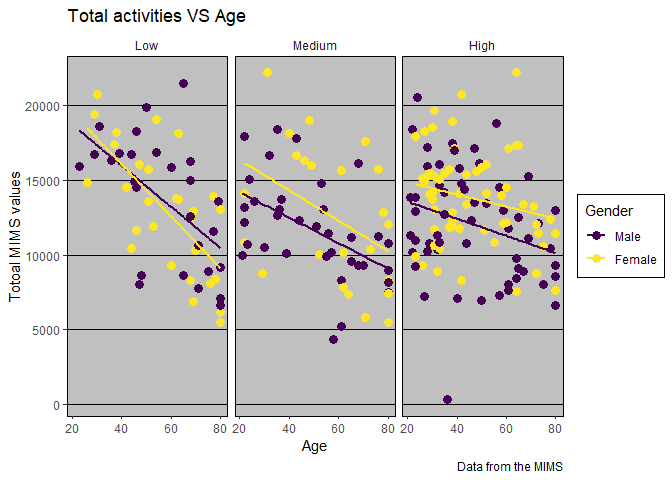 Total activities VS Age
Low Medium High
Toteal MIMS values
20000
15000
10000
5000
0
20 40 60 80 20 40 60 80 20 40 60 80
Age
Gender
Male
Female
Data from the MIMS